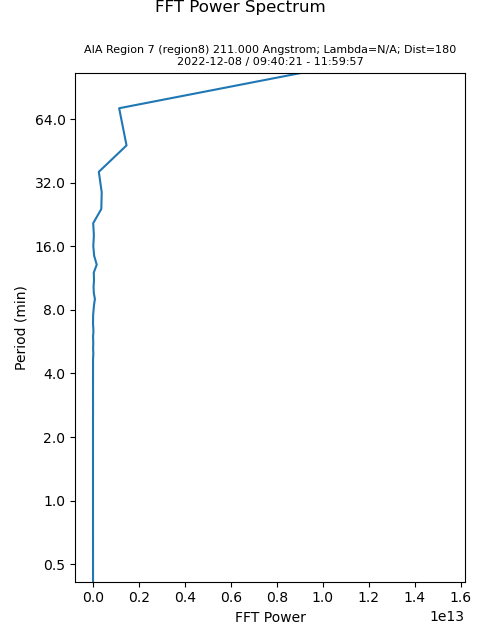 FFT Power Spectrum
AIA Region 7 (region8) 211.000 Angstrom; Lambda=N/A; Dist=180
2022-12-08 / 09:40:21 - 11:59:57
64.0
32.0
16.0
8.0
4.0
2.0
1.0
0.5
Period (min)
0.0 0.2 0.4 0.6 0.8 1.0 1.2 1.4 1.6
1e13
FFT Power